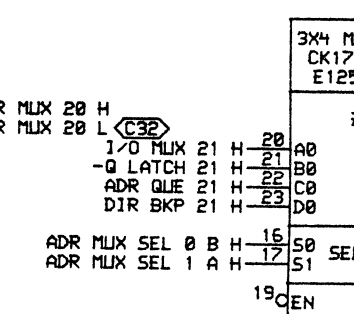 3X4 M
CK17
E125
R MUX 20 H
R MUX 20 L C32
I/O MUX 21 H 20 A0
-Q LATCH 21 H 21 B0
ADR QUE 21 H 22 C0
DIR BKP 21 H 23 D0
ADR MUX SEL 0 B H 16 S0 SEL
ADR MUX SEL 1 A H 17 S1
19 EN